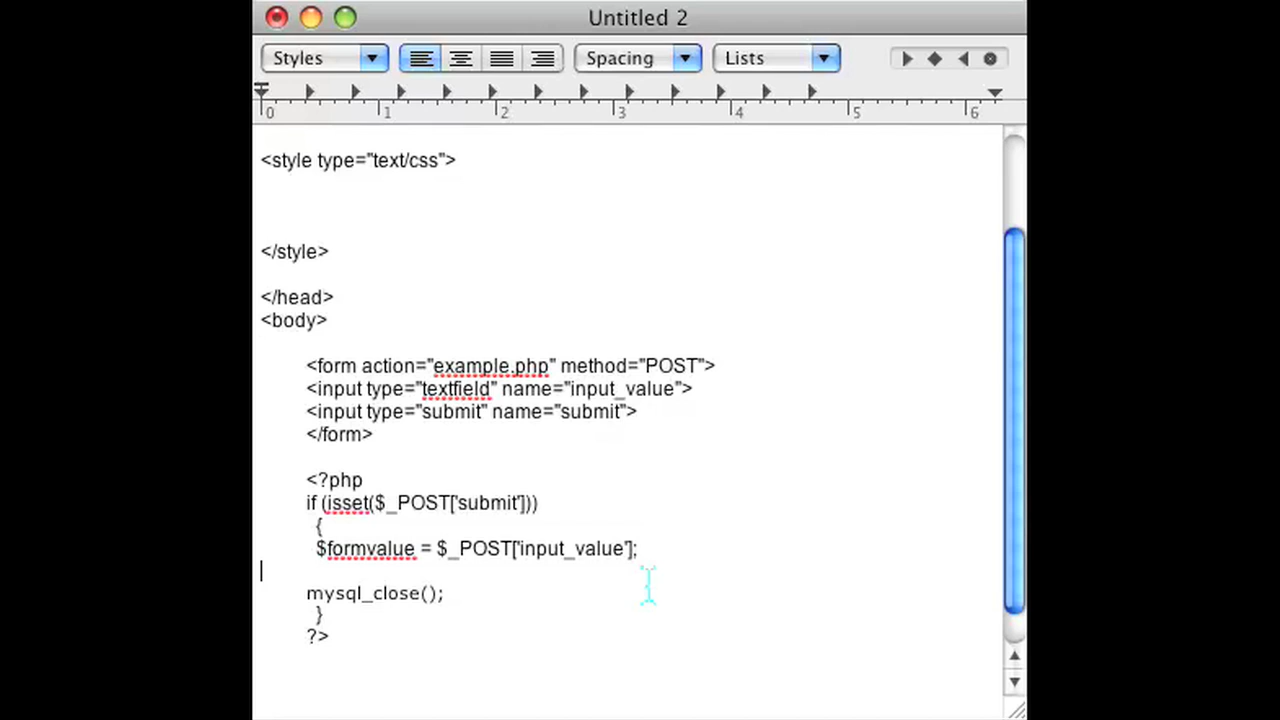 Untitled 2
Styles Spacing Lists
0 1 2 3 4 5 6
<style type="text/css">
</style>
</head>
<body>
<form action="example.php" method="POST">
<input type="textfield" name="input_value">
<input type="submit" name="submit">
</form>
<?php
if (isset($_POST['submit']))
{
$formvalue = $_POST['input_value'];
mysql_close();
}
?>